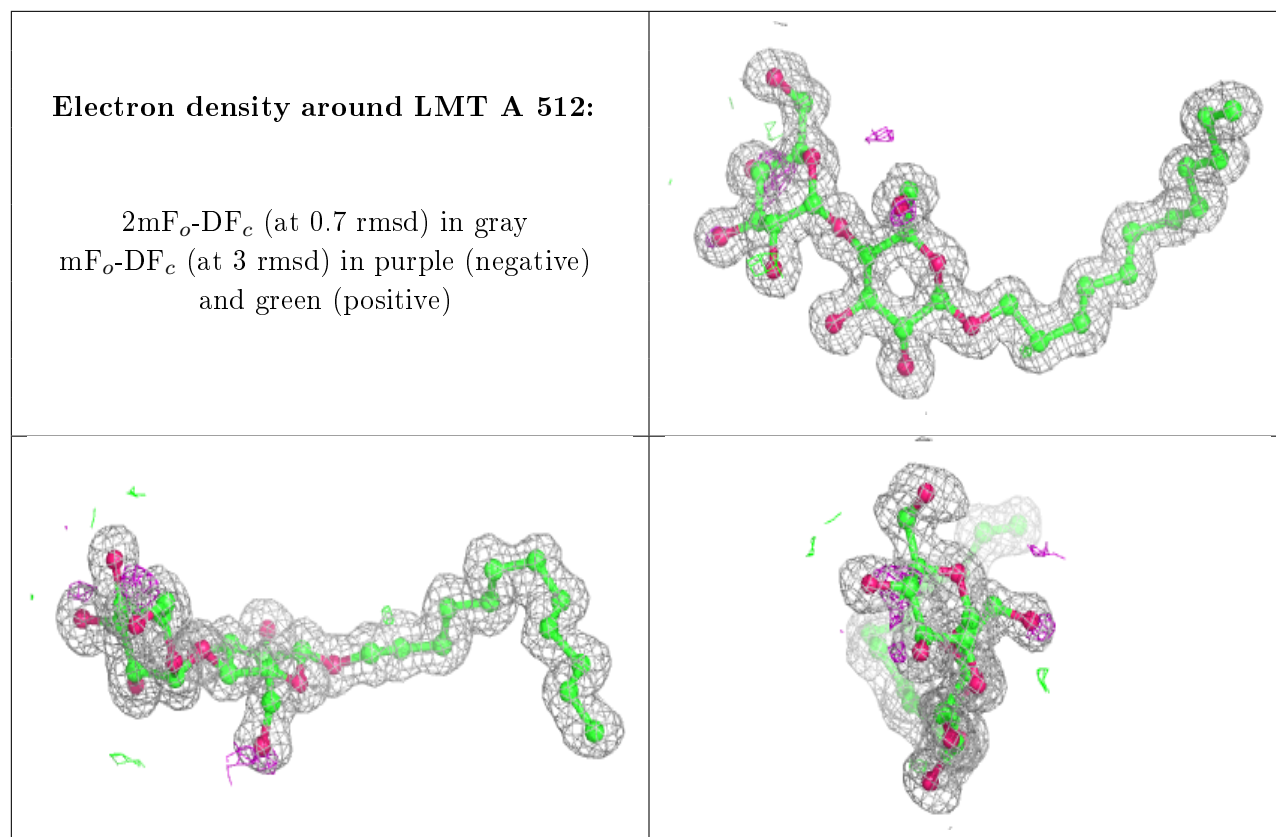 Electron density around LMT A 512:
2mFₒ-DF𝒸 (at 0.7 rmsd) in gray
mFₒ-DF𝒸 (at 3 rmsd) in purple (negative)
and green (positive)